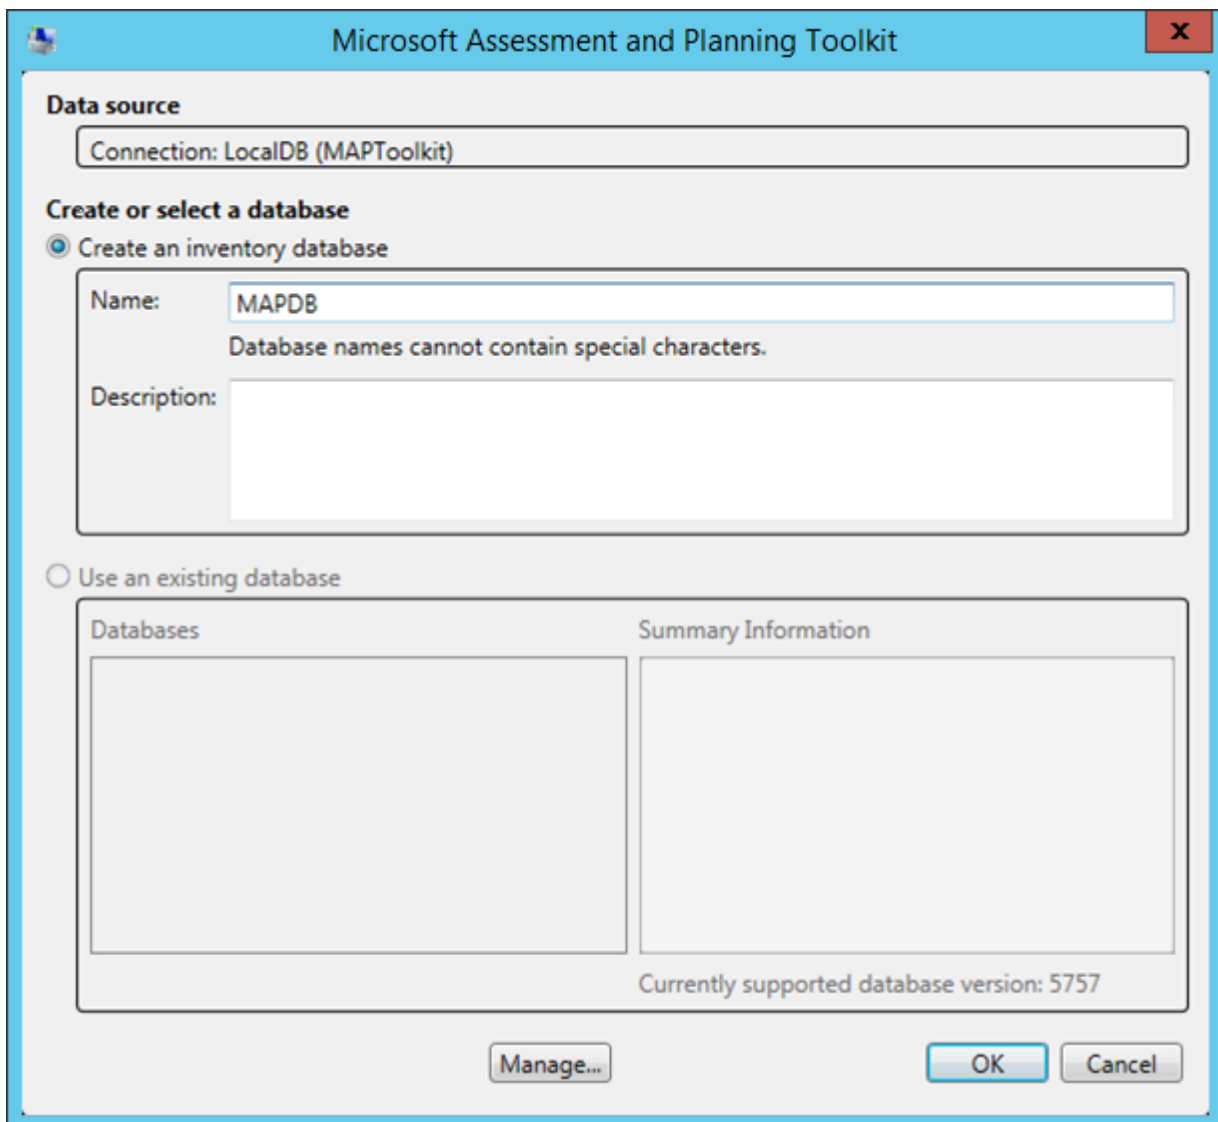 Microsoft Assessment and Planning Toolkit
x
Data source
Connection: LocalDB (MAPToolkit)
Create or select a database
Create an inventory database
Name: MAPDB
Database names cannot contain special characters.
Description:
Use an existing database
Databases Summary Information
Currently supported database version: 5757
Manage... OK Cancel